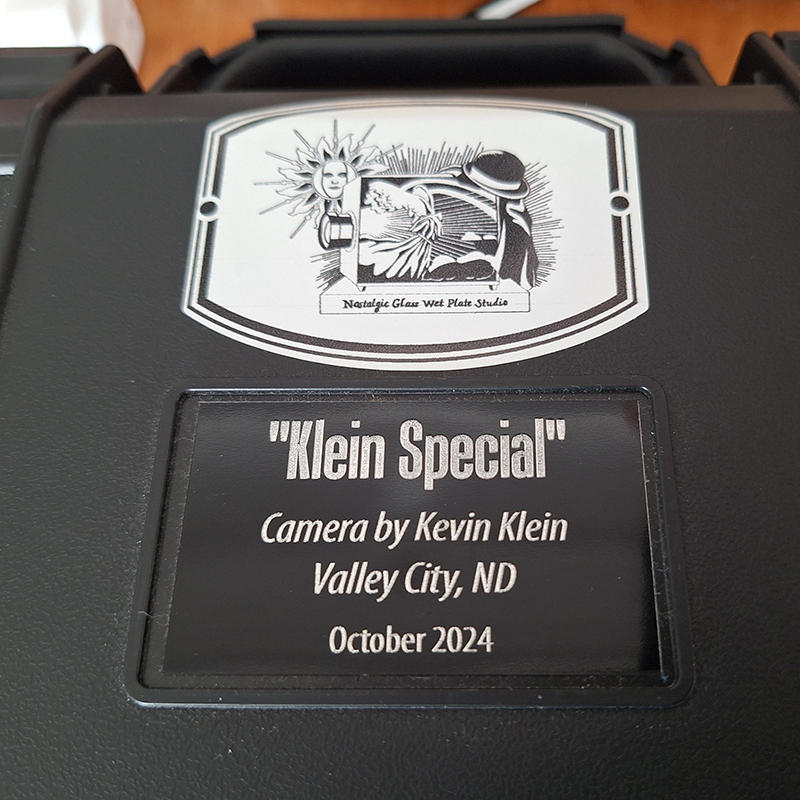 Nostalgic Glass Wet Plate Studio
"Klein Special"
Camera by Kevin Klein
Valley City, ND
October 2024